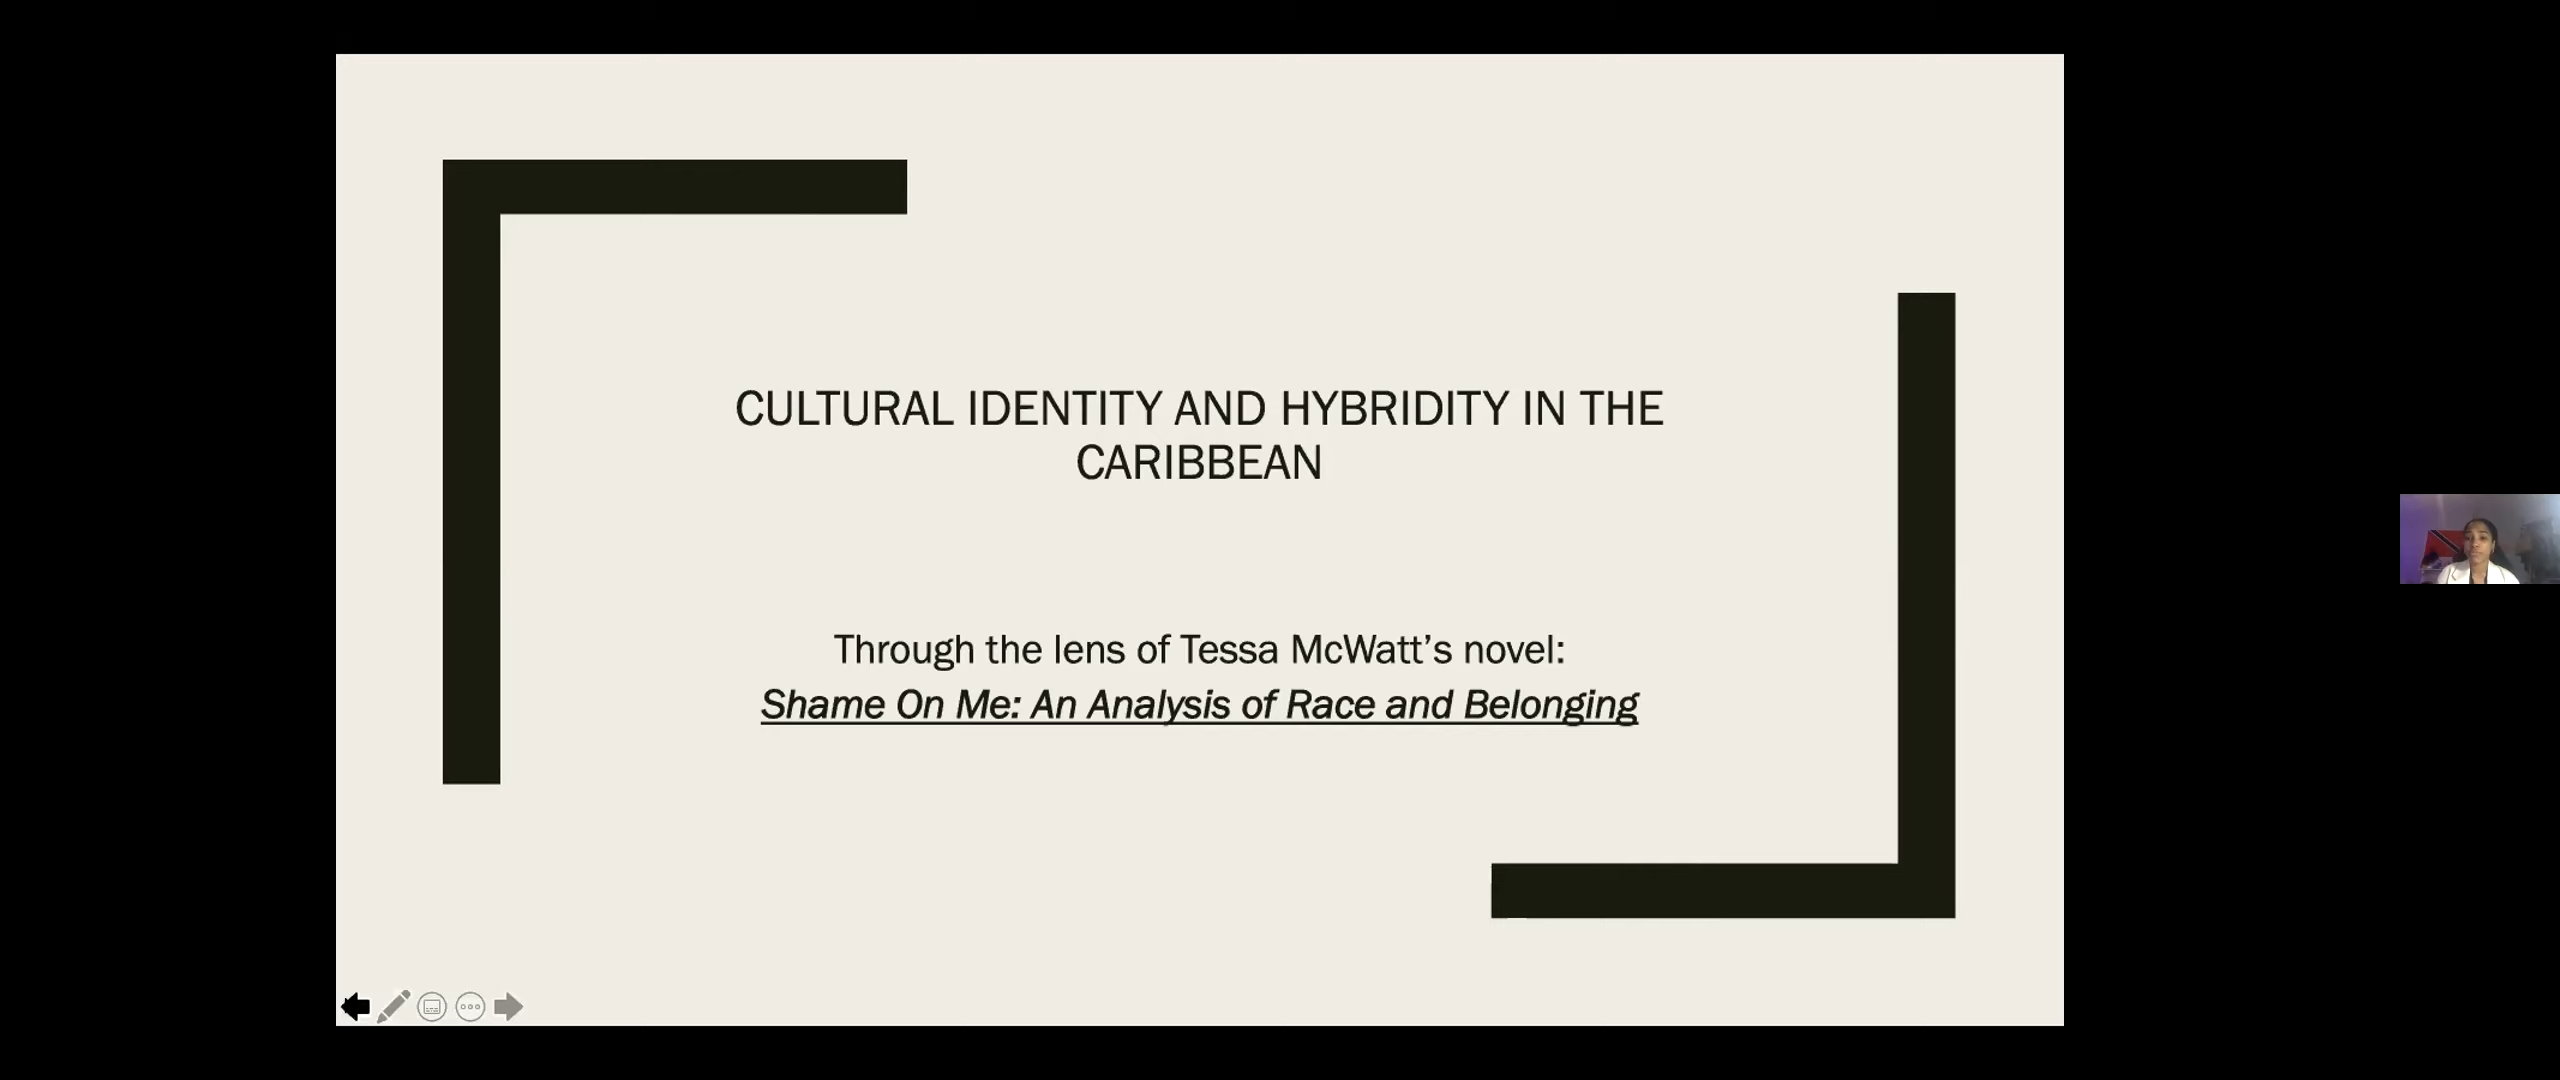 CULTURAL IDENTITY AND HYBRIDITY IN THE
CARIBBEAN
Through the lens of Tessa McWatt’s novel:
Shame On Me: An Analysis of Race and Belonging